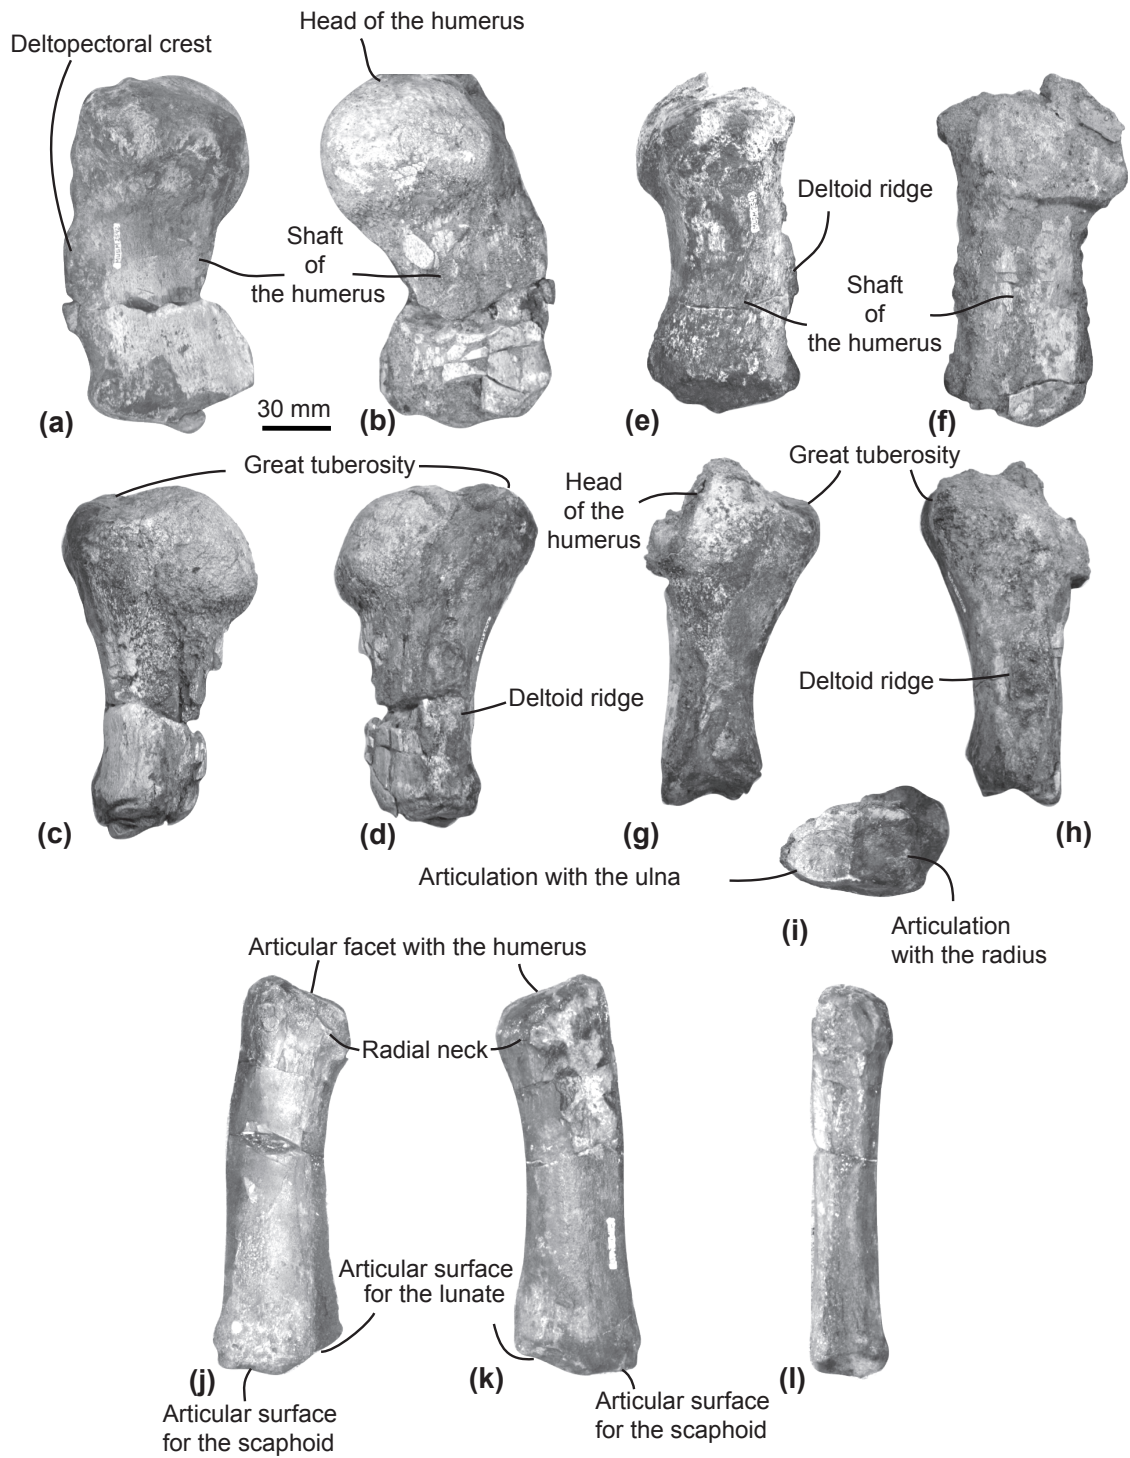 Head of the humerus
Deltopectoral crest
Deltoid ridge
Shaft
of
the humerus
Shaft
of
the humerus
30 mm
(a)
(b)
(e)
(f)
Great tuberosity
Great tuberosity
Head
of the
humerus
Deltoid ridge
Deltoid ridge
(c)
(d)
(g)
(h)
Articulation with the ulna
(i)
Articulation
with the radius
Articular facet with the humerus
Radial neck
Articular surface
for the lunate
(j)
(k)
(l)
Articular surface
for the scaphoid
Articular surface
for the scaphoid